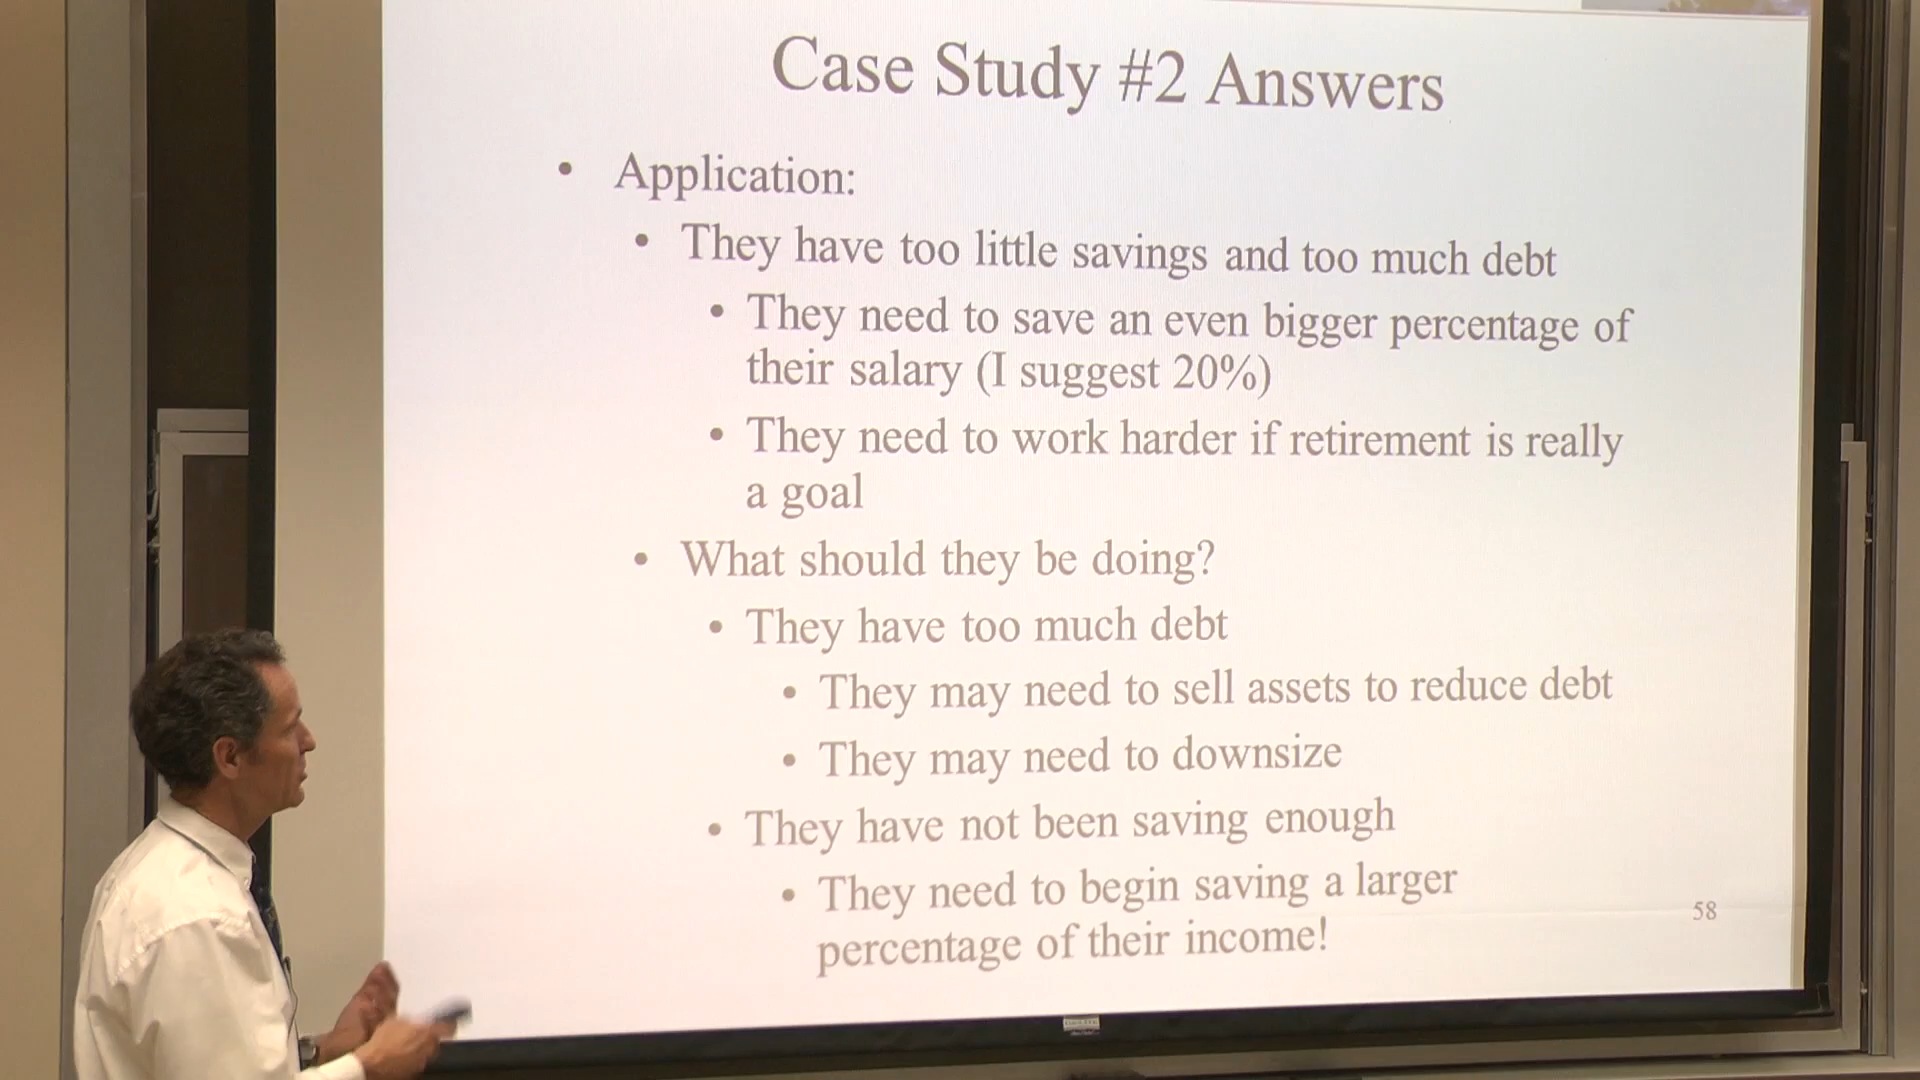 Case Study #2 Answers
• Application:
• They have too little savings and too much debt
• They need to save an even bigger percentage of
their salary (I suggest 20%)
• They need to work harder if retirement is really
a goal
• What should they be doing?
• They have too much debt
• They may need to sell assets to reduce debt
• They may need to downsize
• They have not been saving enough
• They need to begin saving a larger
percentage of their income!
58